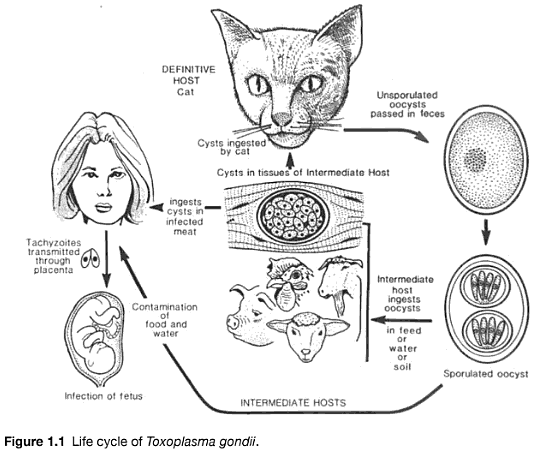 DEFINITIVE
HOST
Cat
Unsporulated
oocysts
passed in feces
Cysts ingested
by cat
Cysts in tissues of Intermediate Host
ingests
cysts in
infected
meat
Tachyzoites
transmitted
through
placenta
Contamination
of
food and
water
Intermediate
host
ingests
oocysts
in feed
or
water
or
soil
Sporulated oocyst
Infection of fetus
INTERMEDIATE HOSTS
Figure 1.1 Life cycle of Toxoplasma gondii.